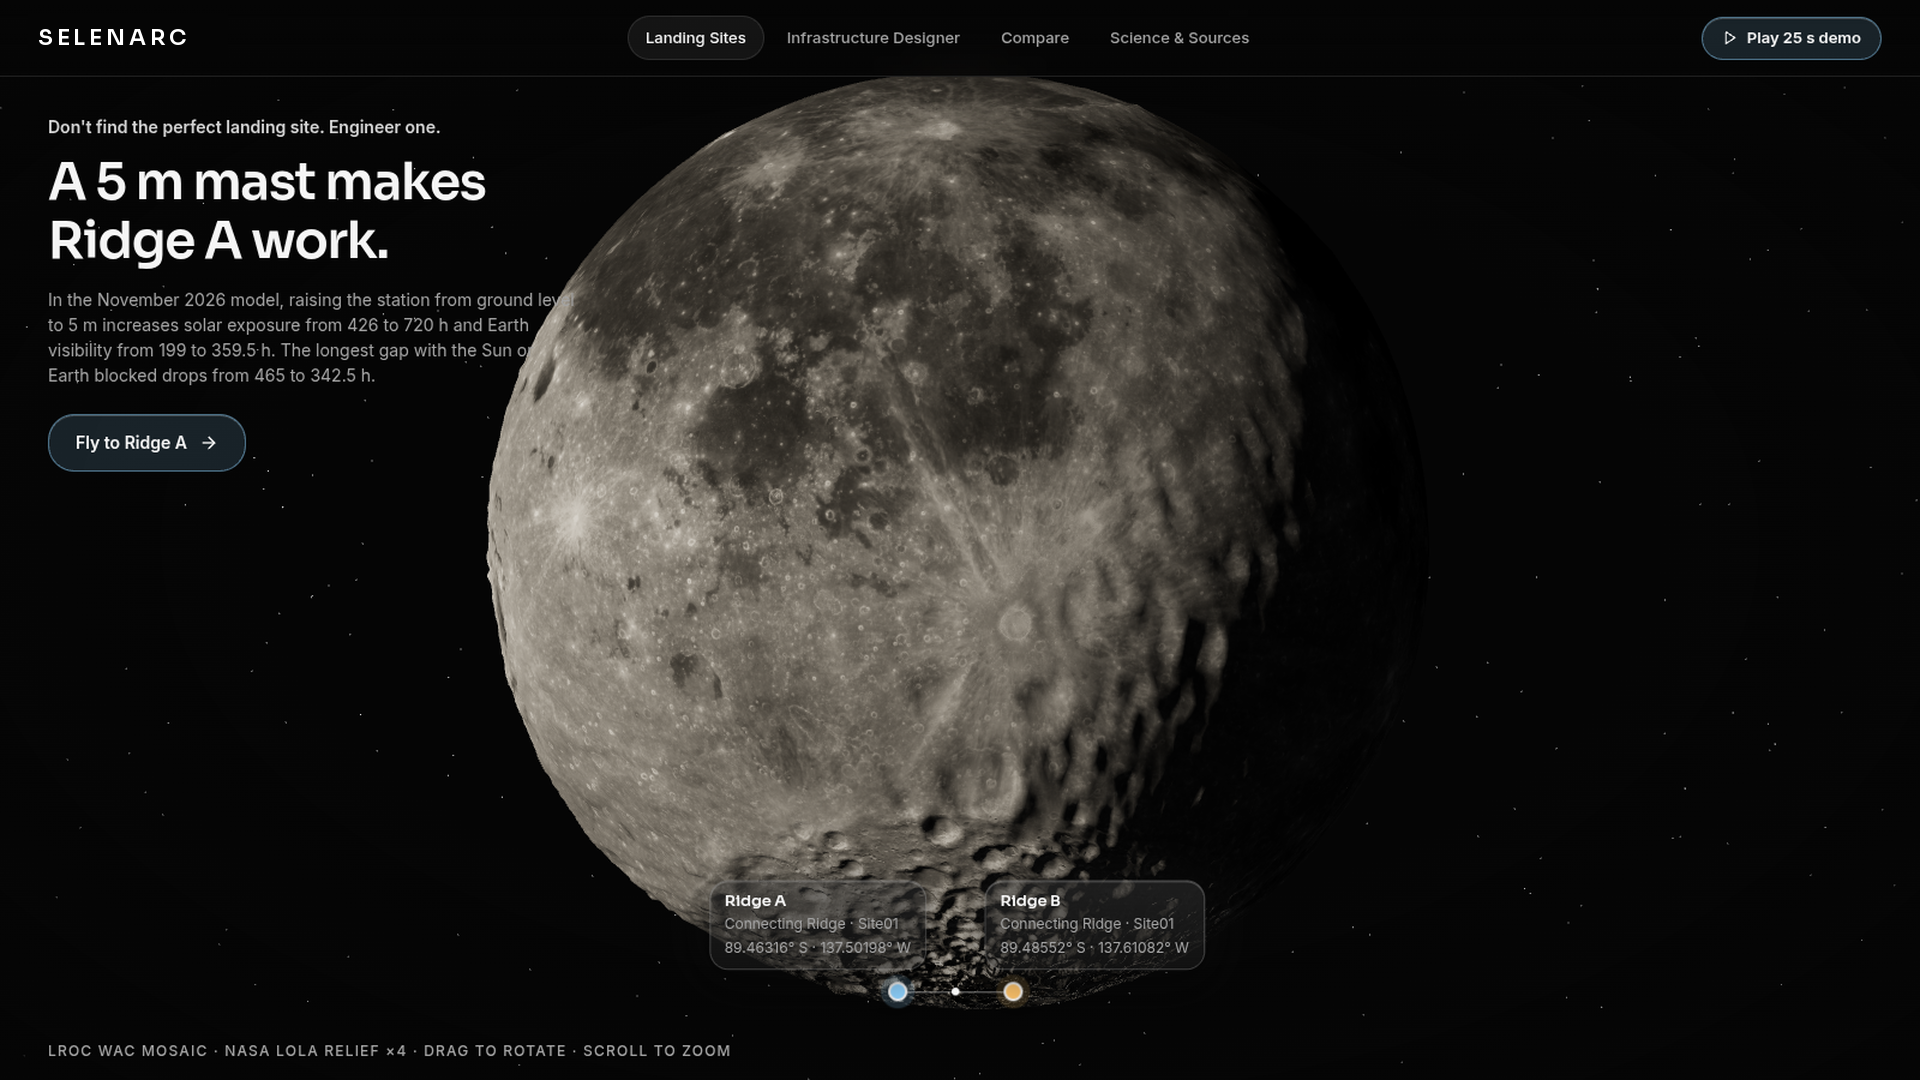 SELENARC
Landing Sites
Infrastructure Designer
Compare
Science & Sources
Play 25 s demo
Don't find the perfect landing site. Engineer one.
A 5 m mast makes
Ridge A work.
In the November 2026 model, raising the station from ground level
to 5 m increases solar exposure from 426 to 720 h and Earth
visibility from 199 to 359.5 h. The longest gap with the Sun or
Earth blocked drops from 465 to 342.5 h.
Fly to Ridge A →
Ridge A
Connecting Ridge · Site01
89.46316° S · 137.50198° W
Ridge B
Connecting Ridge · Site01
89.48552° S · 137.61082° W
LROC WAC MOSAIC · NASA LOLA RELIEF ×4 · DRAG TO ROTATE · SCROLL TO ZOOM